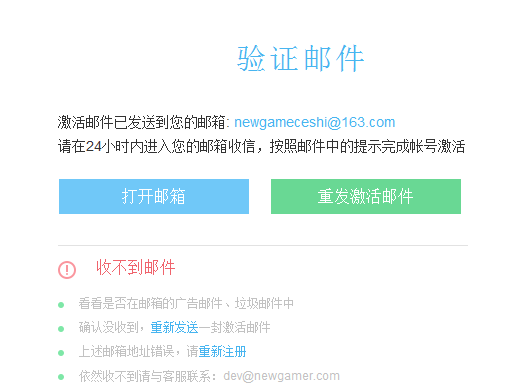 验证邮件
激活邮件已发送到您的邮箱: newgameceshi@163.com
请在24小时内进入您的邮箱收信，按照邮件中的提示完成帐号激活
打开邮箱 重发激活邮件
收不到邮件
看看是否在邮箱的广告邮件、垃圾邮件中
确认没收到，重新发送一封激活邮件
上述邮箱地址错误，请重新注册
依然收不到请与客服联系：dev@newgamer.com